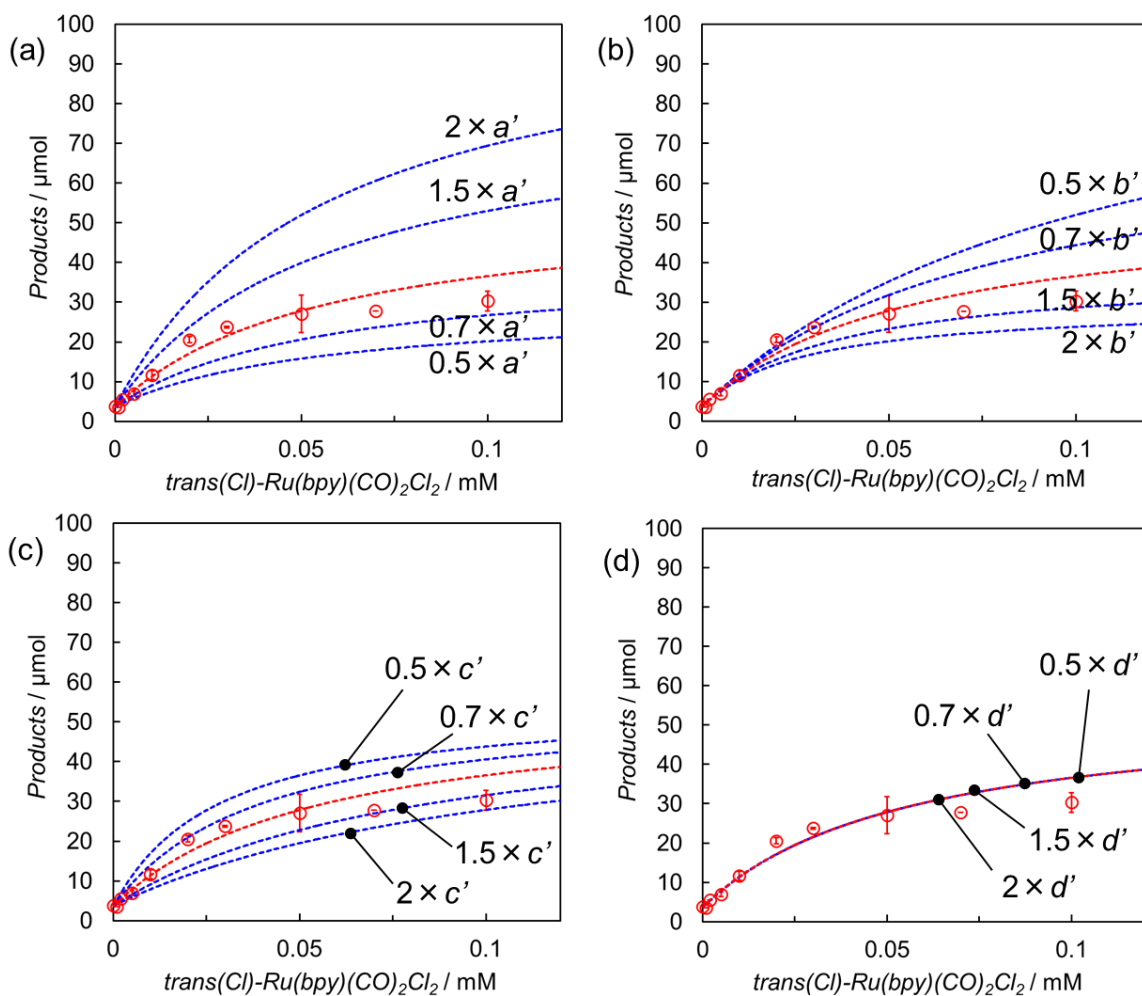 (a)
100
90
80
70
60
50
40
30
20
10
0
Products / μmol
2 × a’
1.5 × a’
0.7 × a’
0.5 × a’
0
0.05
0.1
trans(Cl)-Ru(bpy)(CO)2Cl2 / mM
(b)
100
90
80
70
60
50
40
30
20
10
0
Products / μmol
0.5 × b’
0.7 × b’
1.5 × b’
2 × b’
0
0.05
0.1
trans(Cl)-Ru(bpy)(CO)2Cl2 / mM
(c)
100
90
80
70
60
50
40
30
20
10
0
Products / μmol
0.5 × c’
0.7 × c’
1.5 × c’
2 × c’
0
0.05
0.1
trans(Cl)-Ru(bpy)(CO)2Cl2 / mM
(d)
100
90
80
70
60
50
40
30
20
10
0
Products / μmol
0.5 × d’
0.7 × d’
1.5 × d’
2 × d’
0
0.05
0.1
trans(Cl)-Ru(bpy)(CO)2Cl2 / mM